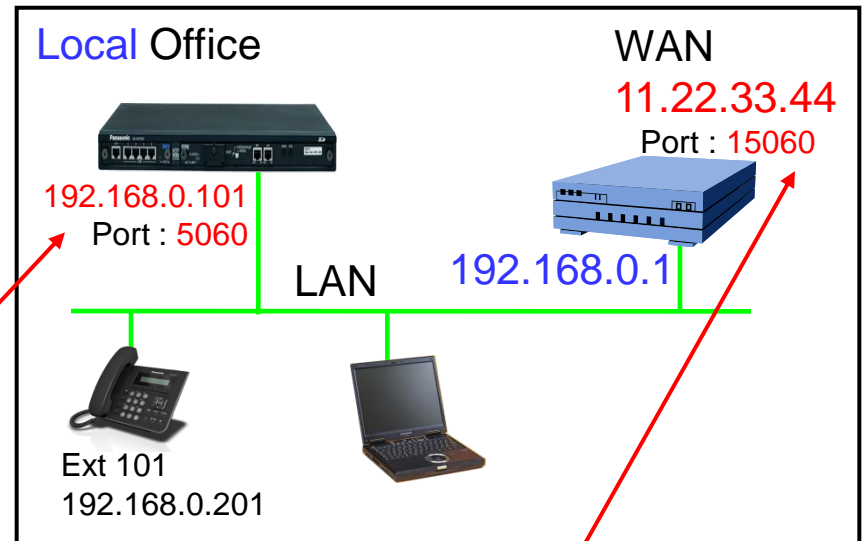 Local Office
WAN
11.22.33.44
Port : 15060
Panasonic
192.168.0.101
Port : 5060
192.168.0.1
LAN
Ext 101
192.168.0.201